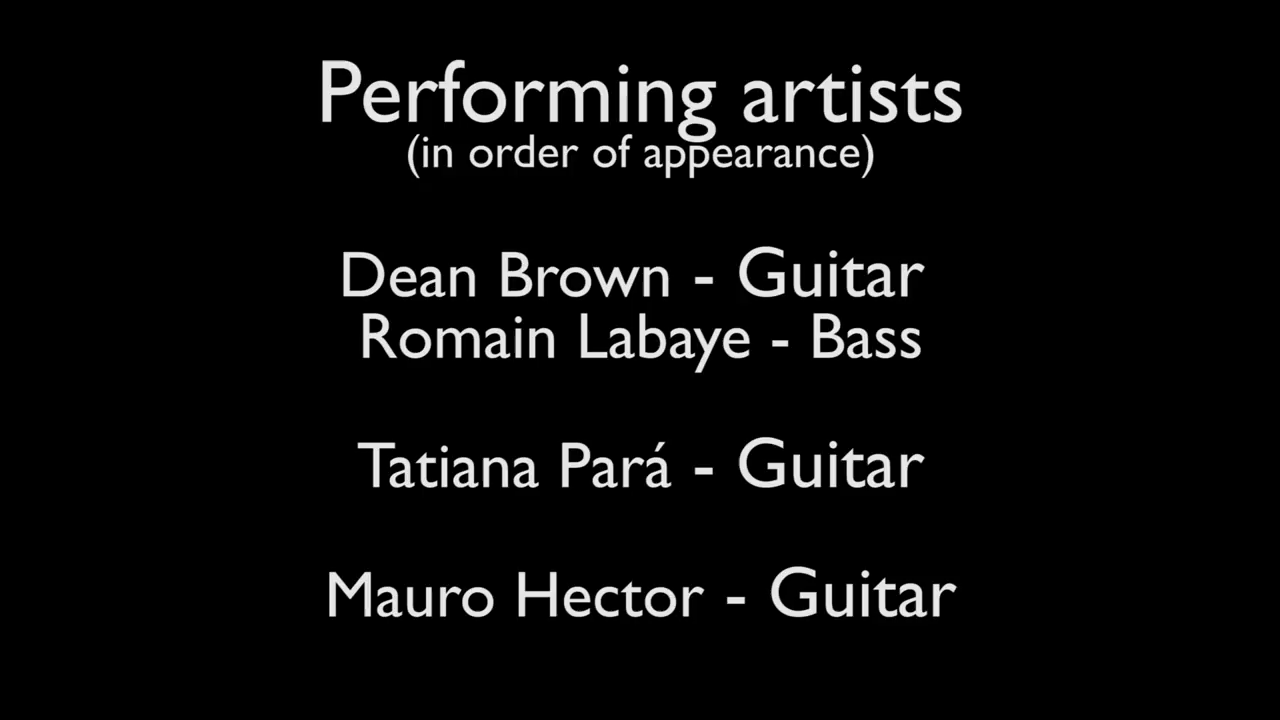 Performing artists
(in order of appearance)
Dean Brown - Guitar
Romain Labaye - Bass
Tatiana Pará - Guitar
Mauro Hector - Guitar